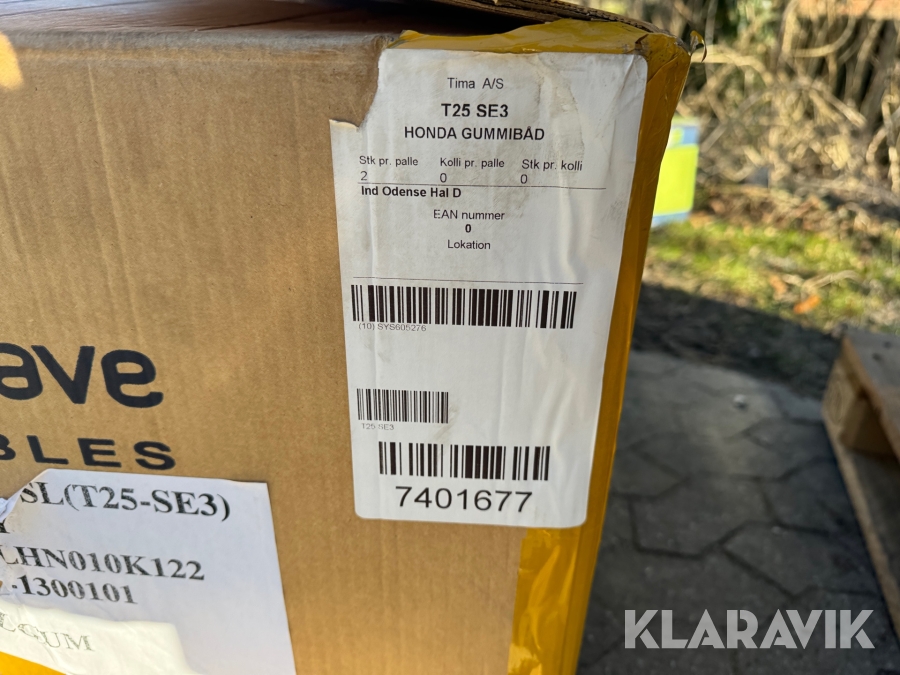 Tima A/S
T25 SE3
HONDA GUMMIBÅD
Stk pr. palle Kolli pr. palle Stk pr. kolli
2 0 0
Ind Odense Hal D
EAN nummer
0
Lokation
(10) SYS605276
T25 SE3
7401677
ave
BLES
SL(T25-SE3)
LHN010K122
-1300101
KLARAVIK